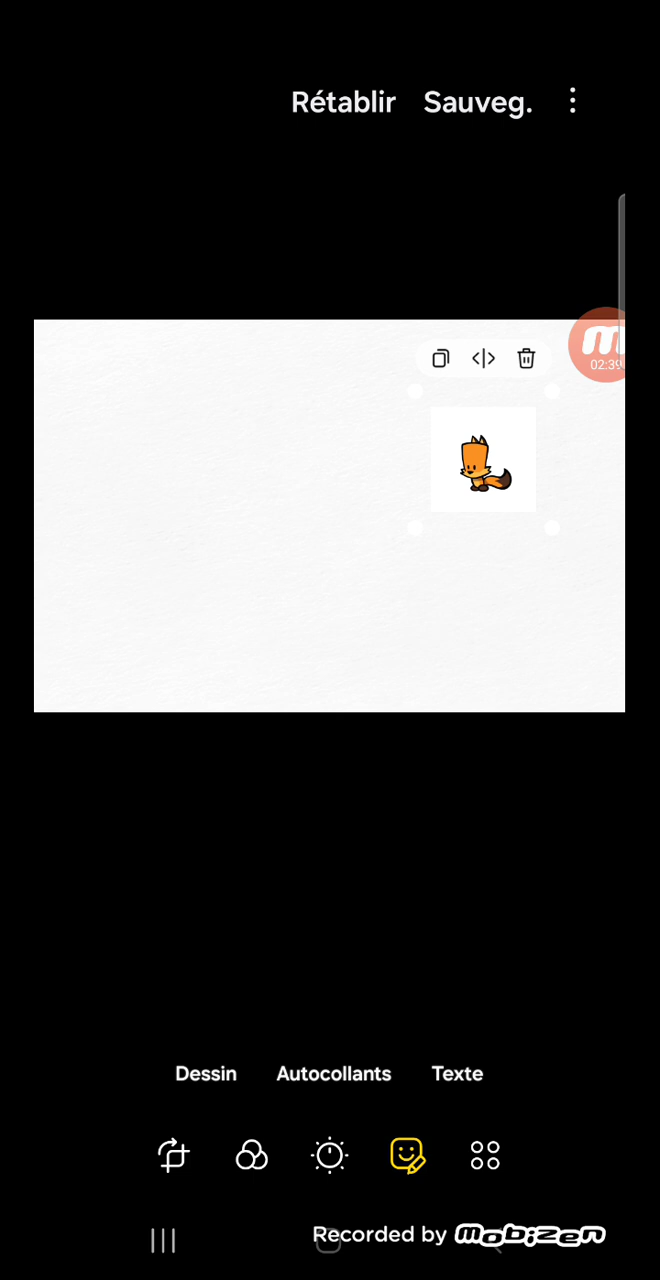 Rétablir Sauveg.
m
02:39
Dessin Autocollants Texte
Recorded by mobizen